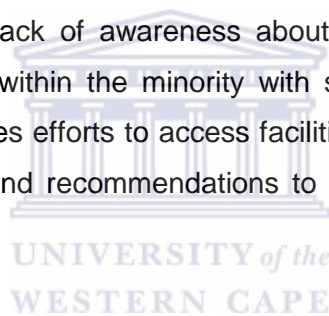 ack of awareness about
within the minority with s
es efforts to access faciliti
nd recommendations to
UNIVERSITY of the
WESTERN CAPE